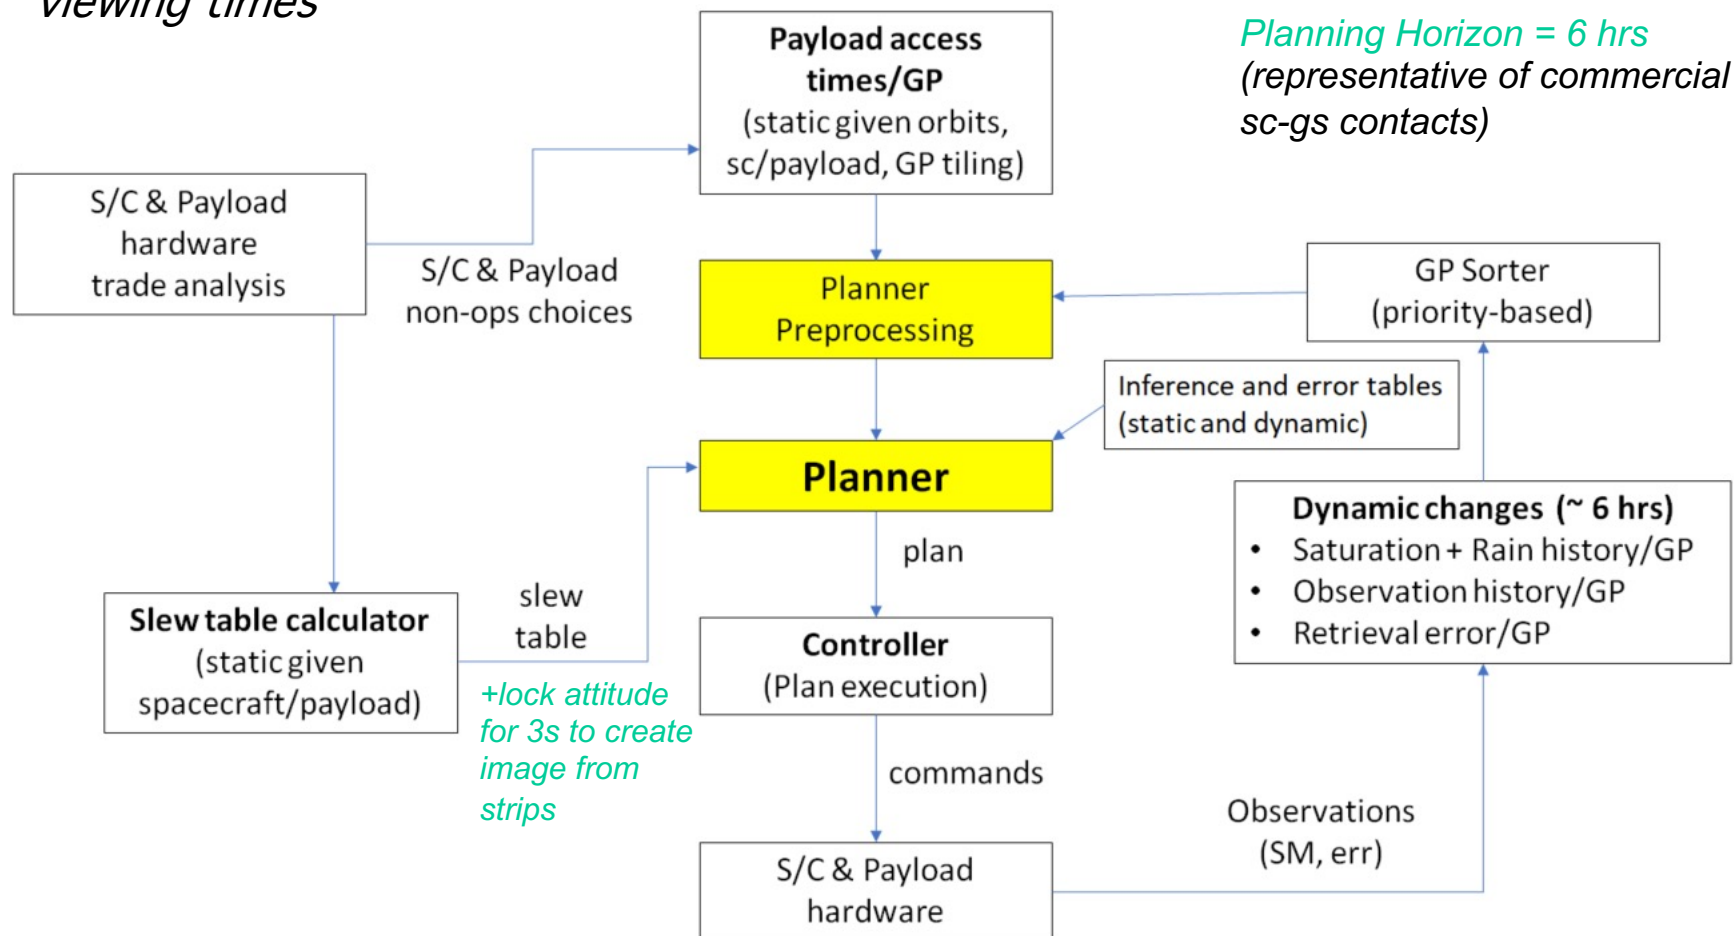 viewing times
Payload access
times/GP
(static given orbits,
sc/payload, GP tiling)
Planning Horizon = 6 hrs
(representative of commercial
sc-gs contacts)
S/C & Payload
hardware
trade analysis
S/C & Payload
non-ops choices
Planner
Preprocessing
GP Sorter
(priority-based)
Inference and error tables
(static and dynamic)
Planner
Dynamic changes (~ 6 hrs)
• Saturation + Rain history/GP
• Observation history/GP
• Retrieval error/GP
plan
Slew table calculator
(static given
spacecraft/payload)
slew
table
+lock attitude
for 3s to create
image from
strips
Controller
(Plan execution)
commands
Observations
(SM, err)
S/C & Payload
hardware